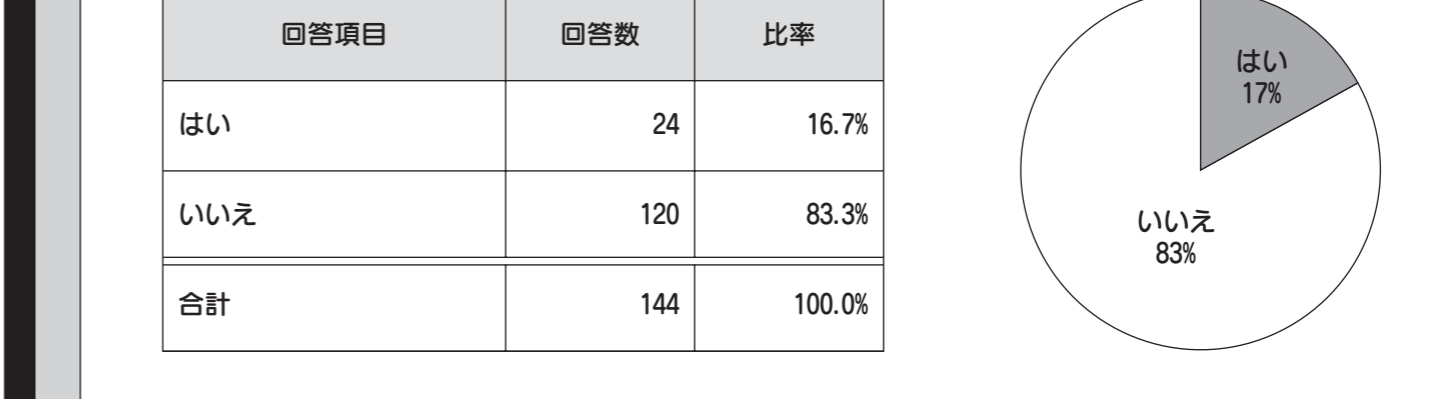 回答項目 回答数 比率
はい 24 16.7%
いいえ 120 83.3%
合計 144 100.0%
はい
17%
いいえ
83%